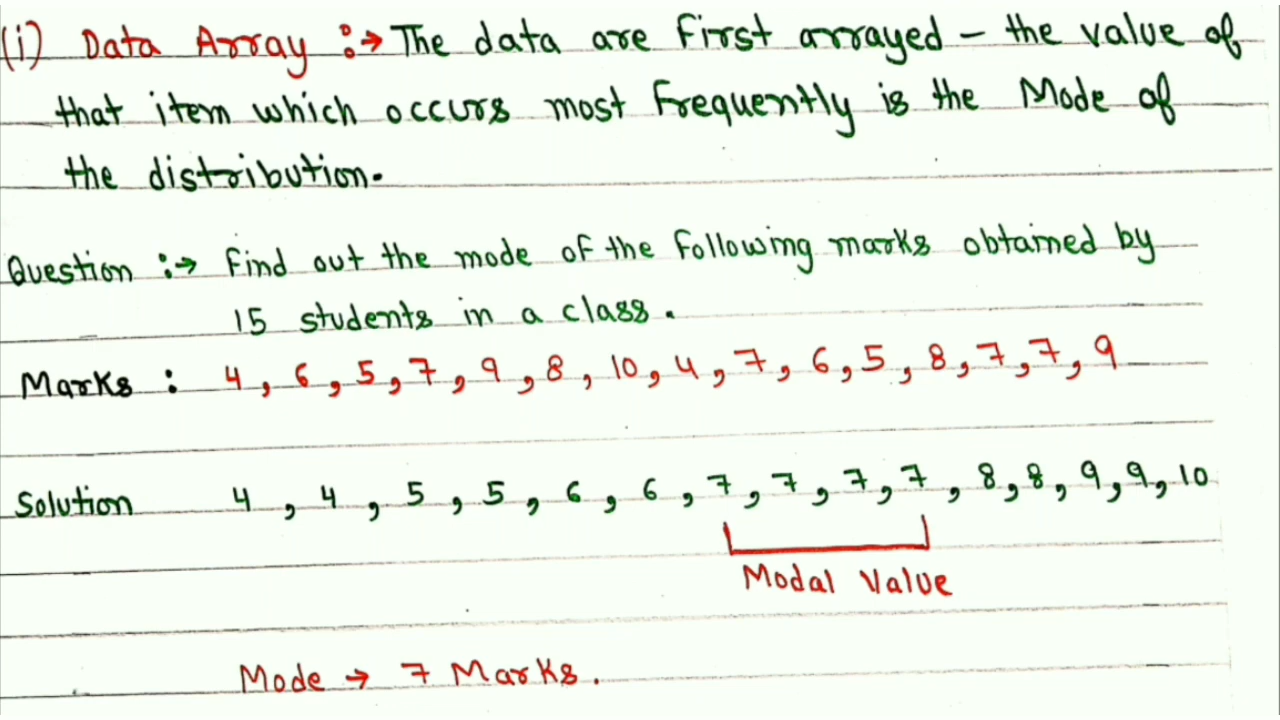 (i) Data Array :→ The data are first arrayed – the value of
that item which occurs most frequently is the Mode of
the distribution.
Question :→ Find out the mode of the following marks obtained by
15 students in a class.
Marks : 4, 6, 5, 7, 9, 8, 10, 4, 7, 6, 5, 8, 7, 7, 9
Solution 4, 4, 5, 5, 6, 6, 7, 7, 7, 7, 8, 8, 9, 9, 10
Modal Value
Mode → 7 Marks.